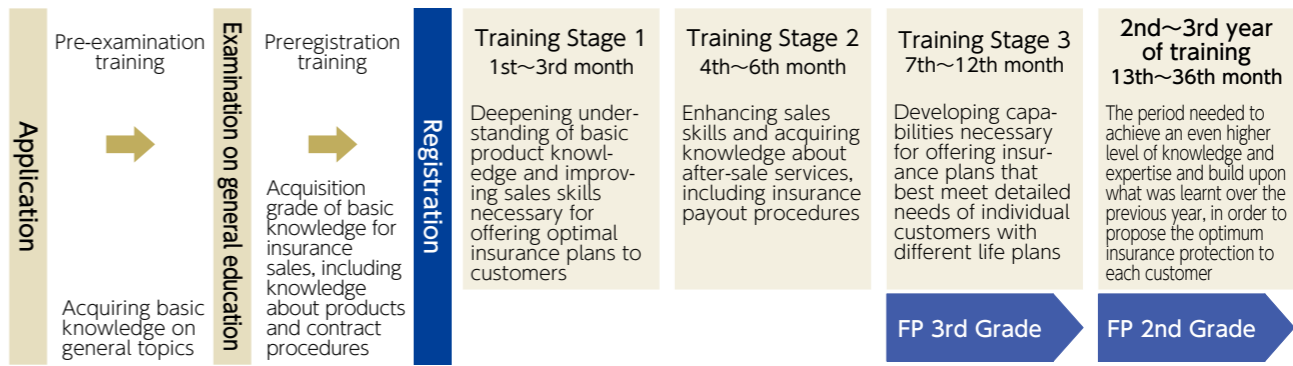 Application
Pre-examination
training
Acquiring basic
knowledge on
general topics
Examination on general education
Preregistration
training
Acquisition
grade of basic
knowledge for
insurance
sales, including
knowledge
about products
and contract
procedures
Registration
Training Stage 1
1st～3rd month
Deepening under-
standing of basic
product knowl-
edge and improv-
ing sales skills
necessary for
offering optimal
insurance plans to
customers
Training Stage 2
4th～6th month
Enhancing sales
skills and acquiring
knowledge about
after-sale services,
including insurance
payout procedures
Training Stage 3
7th～12th month
Developing capa-
bilities necessary
for offering insur-
ance plans that
best meet detailed
needs of individual
customers with
different life plans
FP 3rd Grade
2nd～3rd year
of training
13th～36th month
The period needed to
achieve an even higher
level of knowledge and
expertise and build upon
what was learnt over the
previous year, in order to
propose the optimum
insurance protection to
each customer
FP 2nd Grade